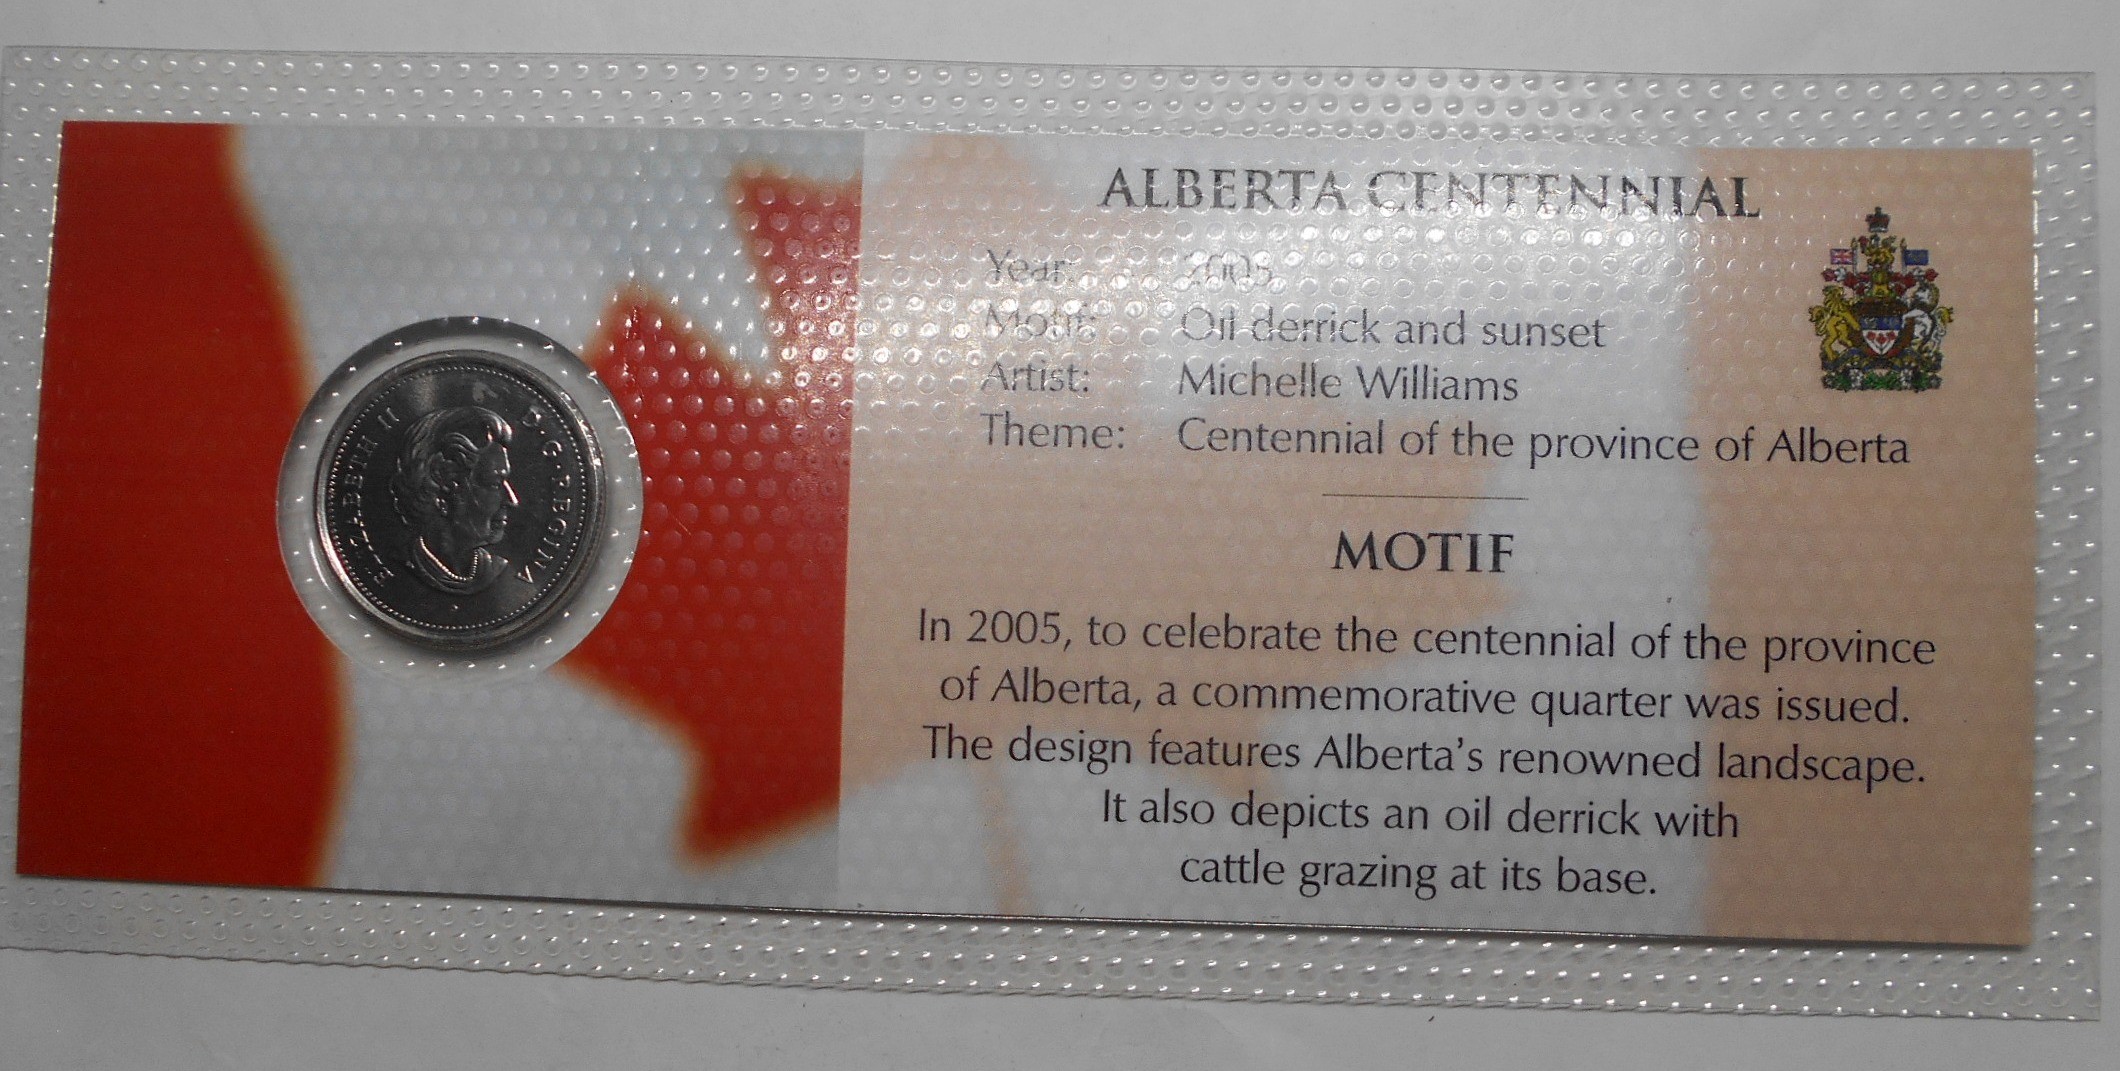 ELIZABETH II D·G·REGINA
ALBERTA CENTENNIAL
Year: 2005
Motif: Oil derrick and sunset
Artist: Michelle Williams
Theme: Centennial of the province of Alberta
MOTIF
In 2005, to celebrate the centennial of the province
of Alberta, a commemorative quarter was issued.
The design features Alberta's renowned landscape.
It also depicts an oil derrick with
cattle grazing at its base.